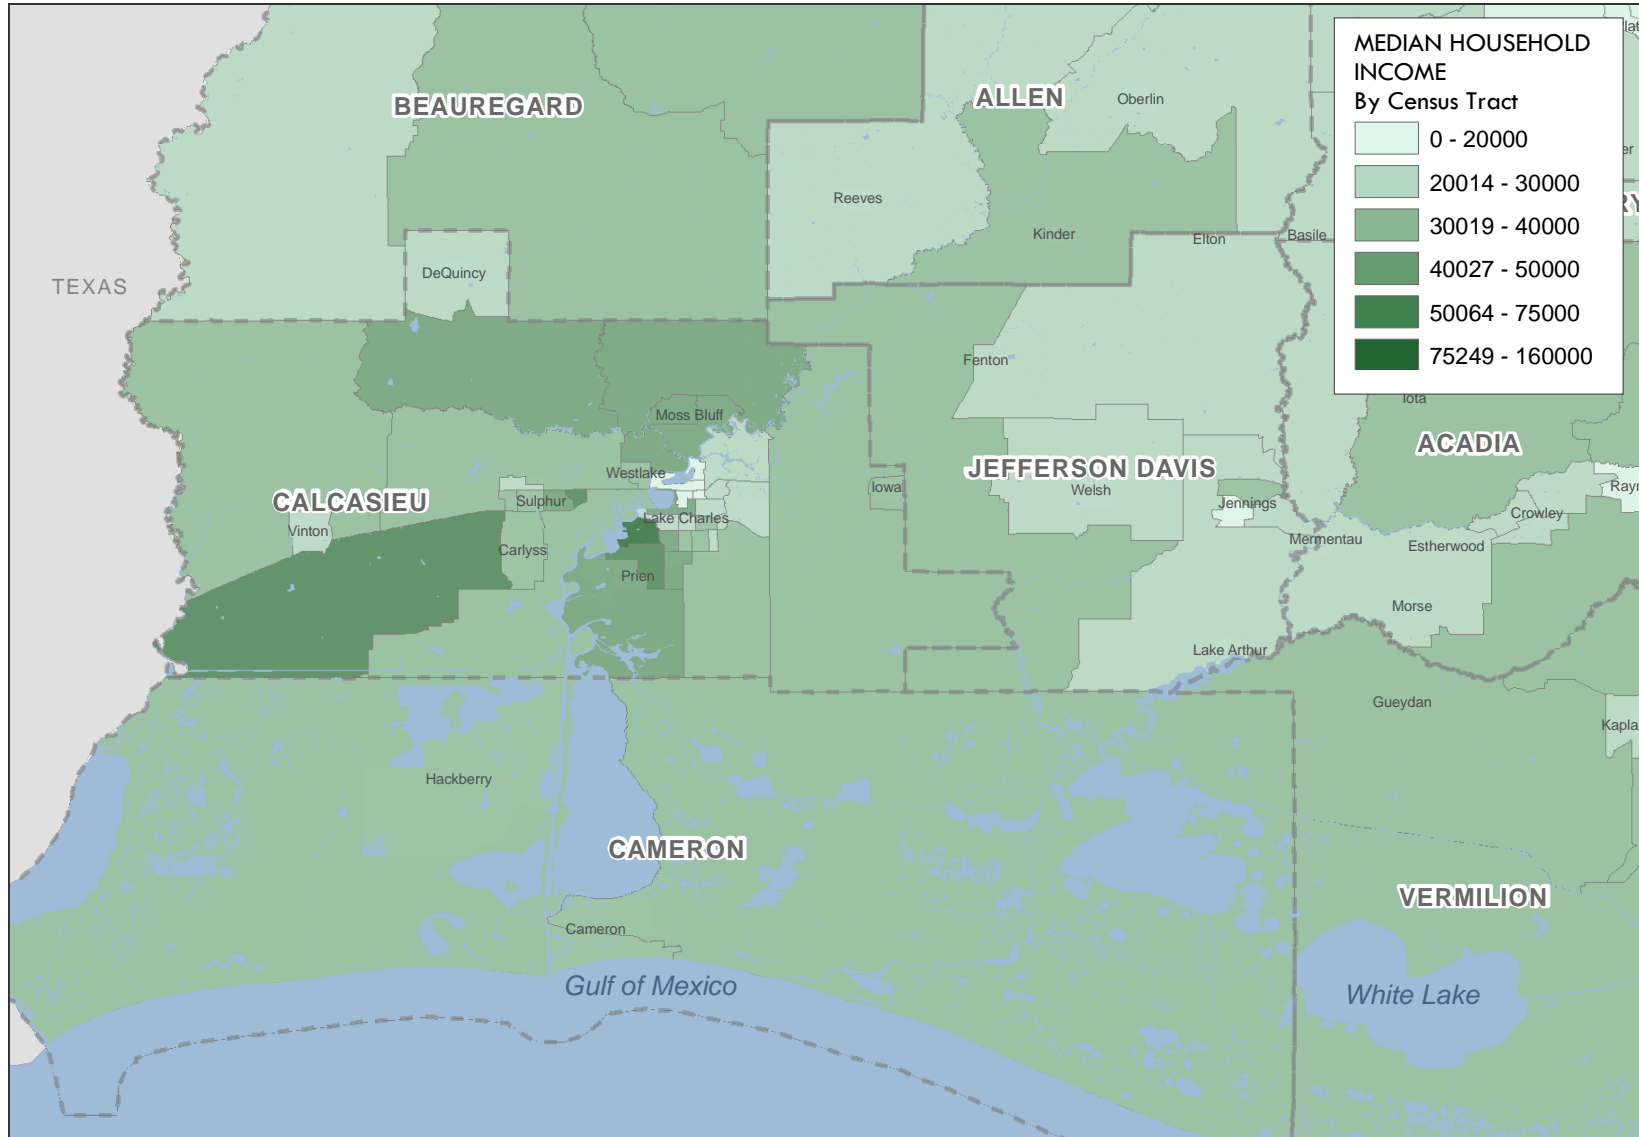 MEDIAN HOUSEHOLD
INCOME
By Census Tract
0 - 20000
20014 - 30000
30019 - 40000
40027 - 50000
50064 - 75000
75249 - 160000
BEAUREGARD
ALLEN
Oberlin
Reeves
Kinder
Elton
Basile
DeQuincy
TEXAS
Fenton
Iota
Moss Bluff
ACADIA
Westlake
JEFFERSON DAVIS
Iowa
Welsh
CALCASIEU
Sulphur
Jennings
Crowley
Vinton
Lake Charles
Mermentau
Estherwood
Carlyss
Prien
Morse
Lake Arthur
Gueydan
Hackberry
CAMERON
VERMILION
Cameron
Gulf of Mexico
White Lake